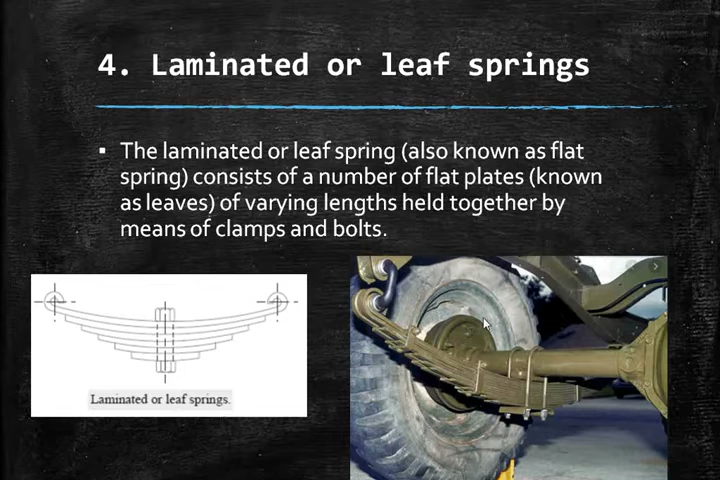 4. Laminated or leaf springs
▪ The laminated or leaf spring (also known as flat
spring) consists of a number of flat plates (known
as leaves) of varying lengths held together by
means of clamps and bolts.
Laminated or leaf springs.